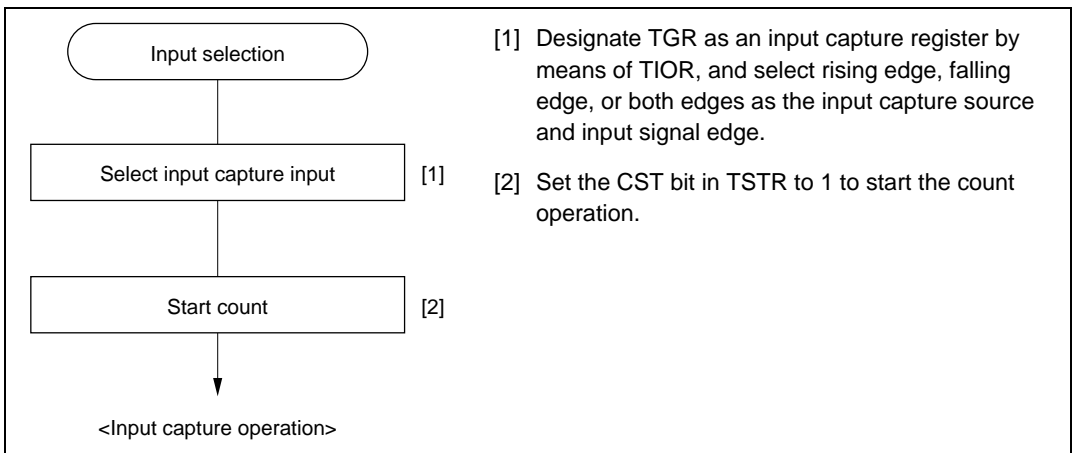 Input selection
Select input capture input
[1]
Start count
[2]
<Input capture operation>
[1] Designate TGR as an input capture register by
means of TIOR, and select rising edge, falling
edge, or both edges as the input capture source
and input signal edge.
[2] Set the CST bit in TSTR to 1 to start the count
operation.